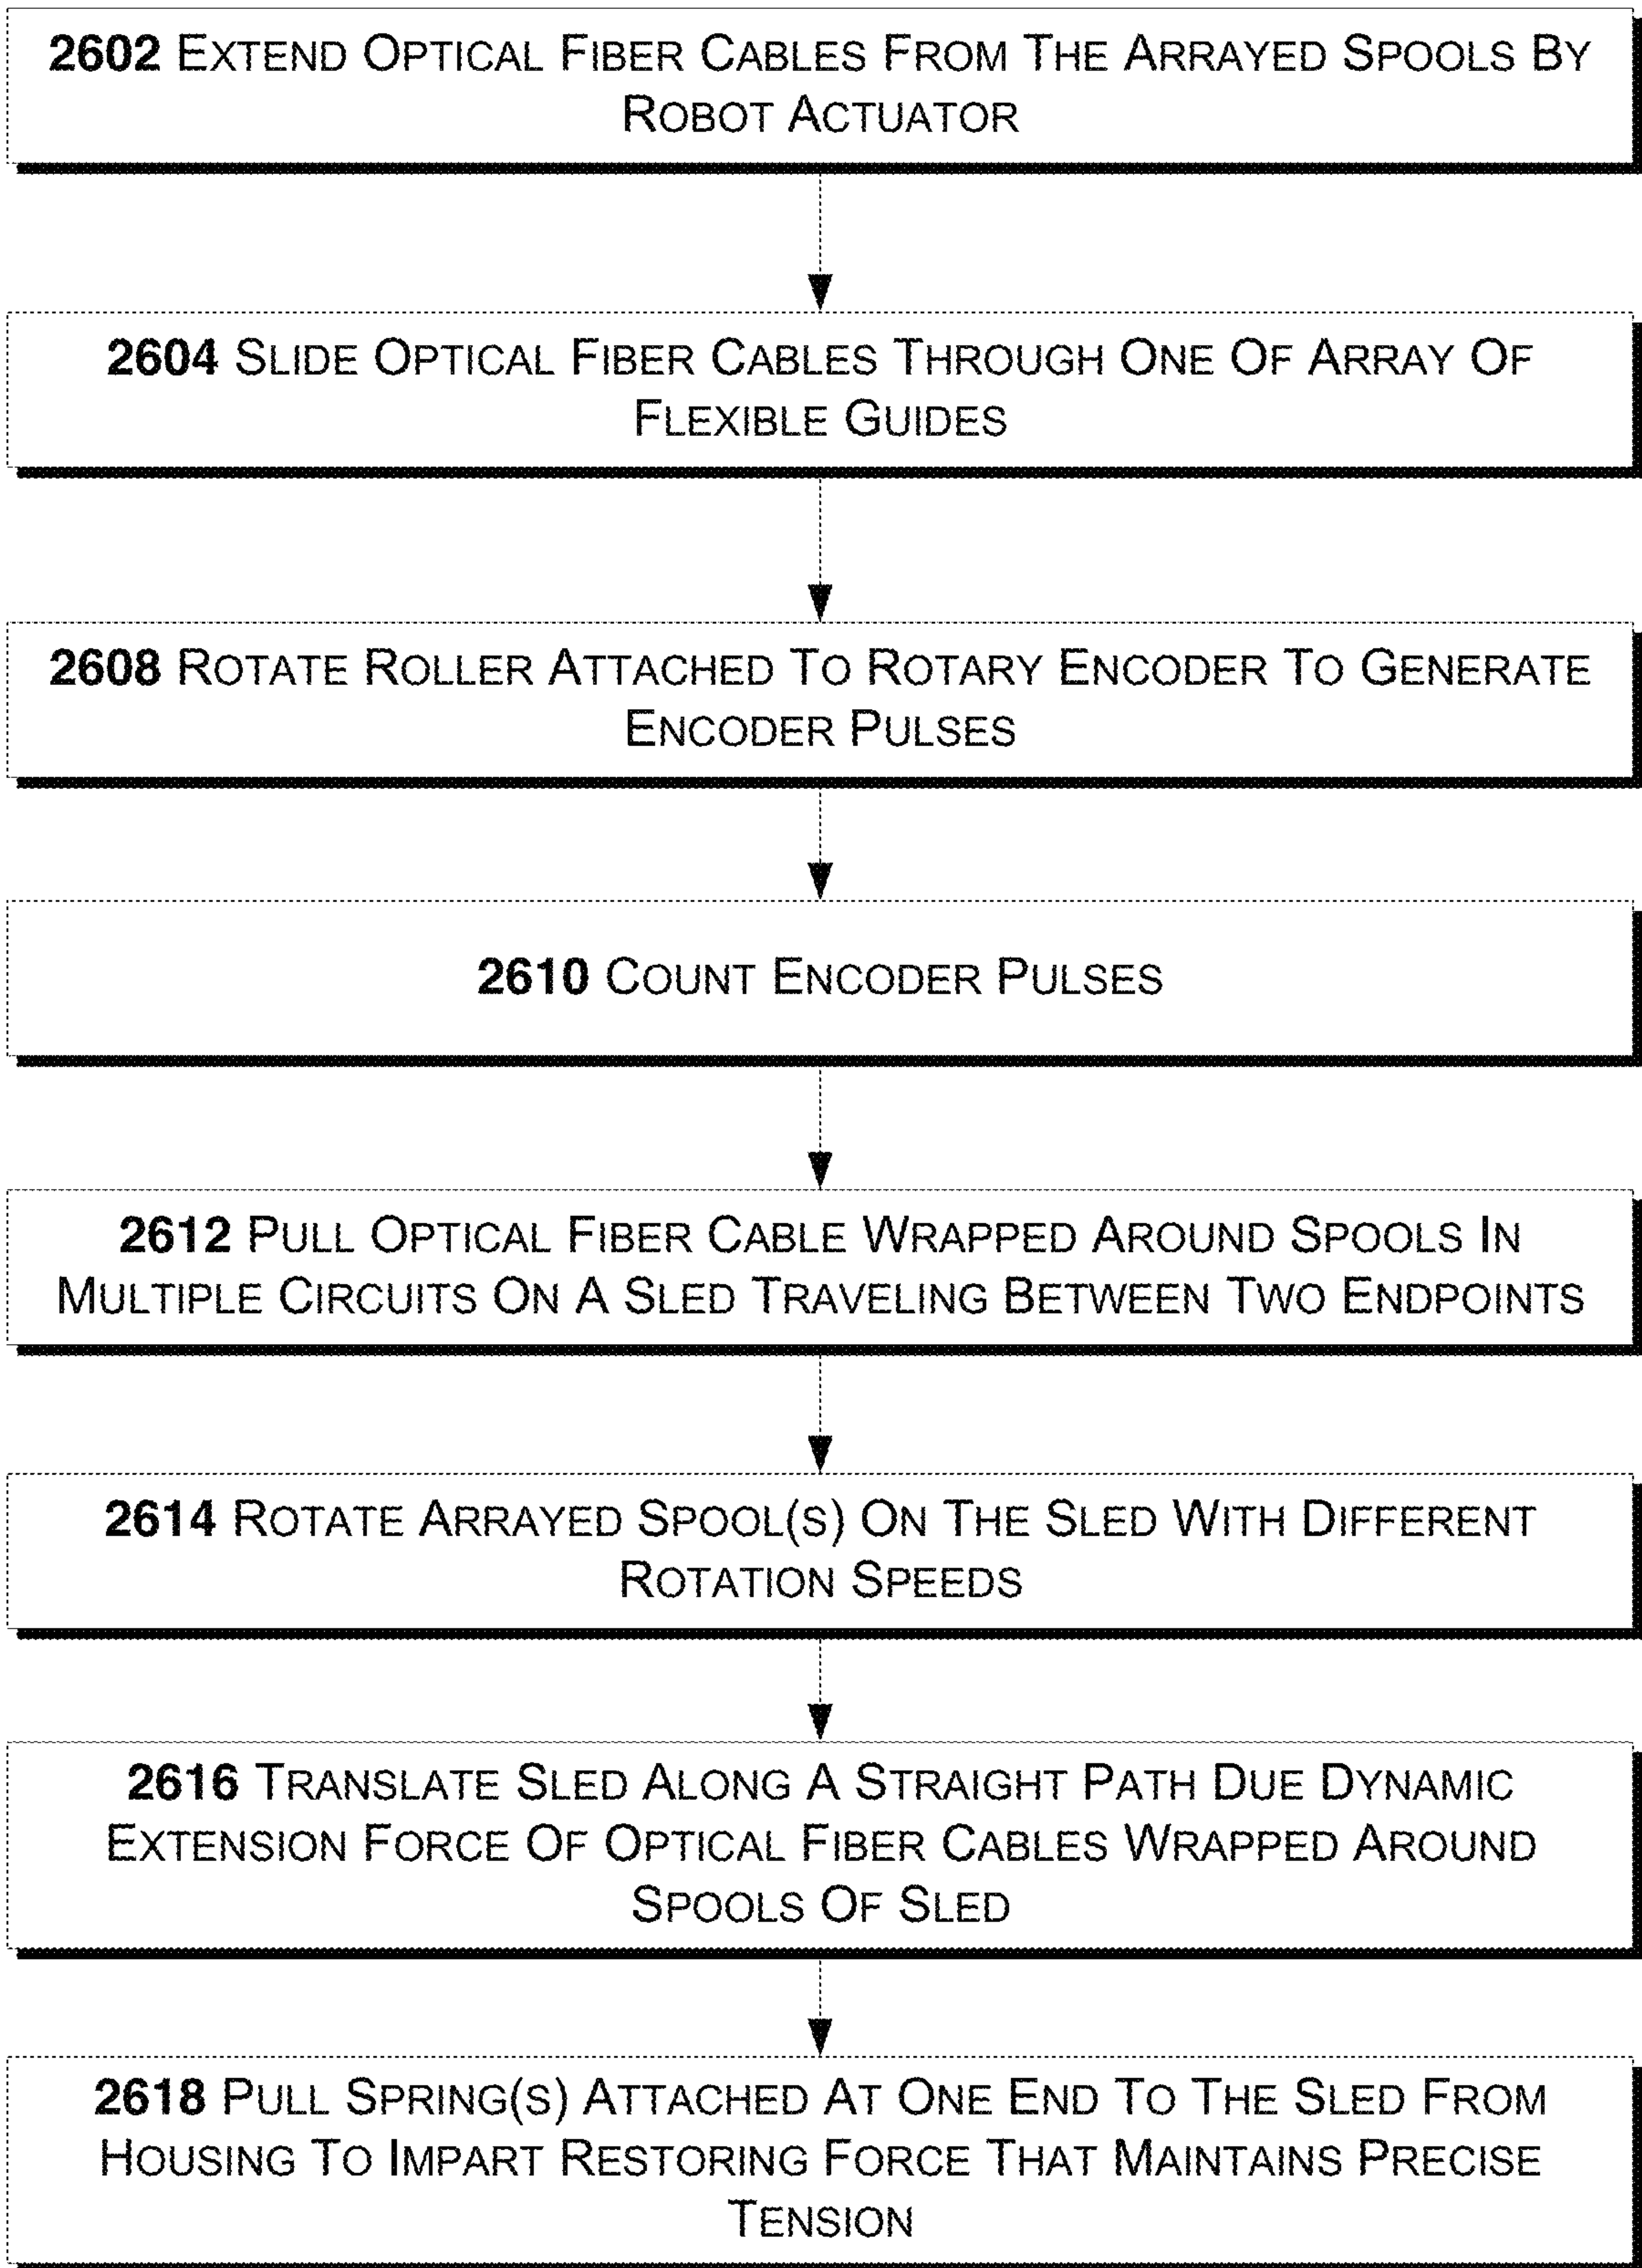 2602 EXTEND OPTICAL FIBER CABLES FROM THE ARRAYED SPOOLS BY
ROBOT ACTUATOR
2604 SLIDE OPTICAL FIBER CABLES THROUGH ONE OF ARRAY OF
FLEXIBLE GUIDES
2608 ROTATE ROLLER ATTACHED TO ROTARY ENCODER TO GENERATE
ENCODER PULSES
2610 COUNT ENCODER PULSES
2612 PULL OPTICAL FIBER CABLE WRAPPED AROUND SPOOLS IN
MULTIPLE CIRCUITS ON A SLED TRAVELING BETWEEN TWO ENDPOINTS
2614 ROTATE ARRAYED SPOOL(S) ON THE SLED WITH DIFFERENT
ROTATION SPEEDS
2616 TRANSLATE SLED ALONG A STRAIGHT PATH DUE DYNAMIC
EXTENSION FORCE OF OPTICAL FIBER CABLES WRAPPED AROUND
SPOOLS OF SLED
2618 PULL SPRING(S) ATTACHED AT ONE END TO THE SLED FROM
HOUSING TO IMPART RESTORING FORCE THAT MAINTAINS PRECISE
TENSION